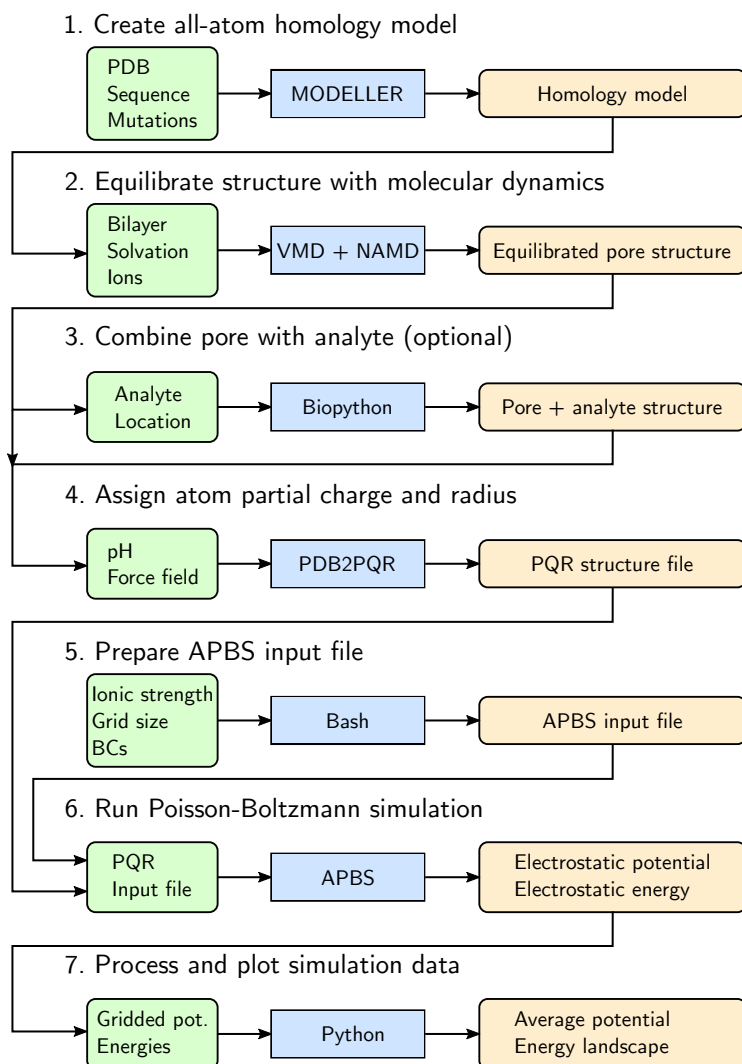 1. Create all-atom homology model
PDB
Sequence
Mutations
MODELLER
Homology model
2. Equilibrate structure with molecular dynamics
Bilayer
Solvation
Ions
VMD + NAMD
Equilibrated pore structure
3. Combine pore with analyte (optional)
Analyte
Location
Biopython
Pore + analyte structure
4. Assign atom partial charge and radius
pH
Force field
PDB2PQR
PQR structure file
5. Prepare APBS input file
Ionic strength
Grid size
BCs
Bash
APBS input file
6. Run Poisson-Boltzmann simulation
PQR
Input file
APBS
Electrostatic potential
Electrostatic energy
7. Process and plot simulation data
Gridded pot.
Energies
Python
Average potential
Energy landscape